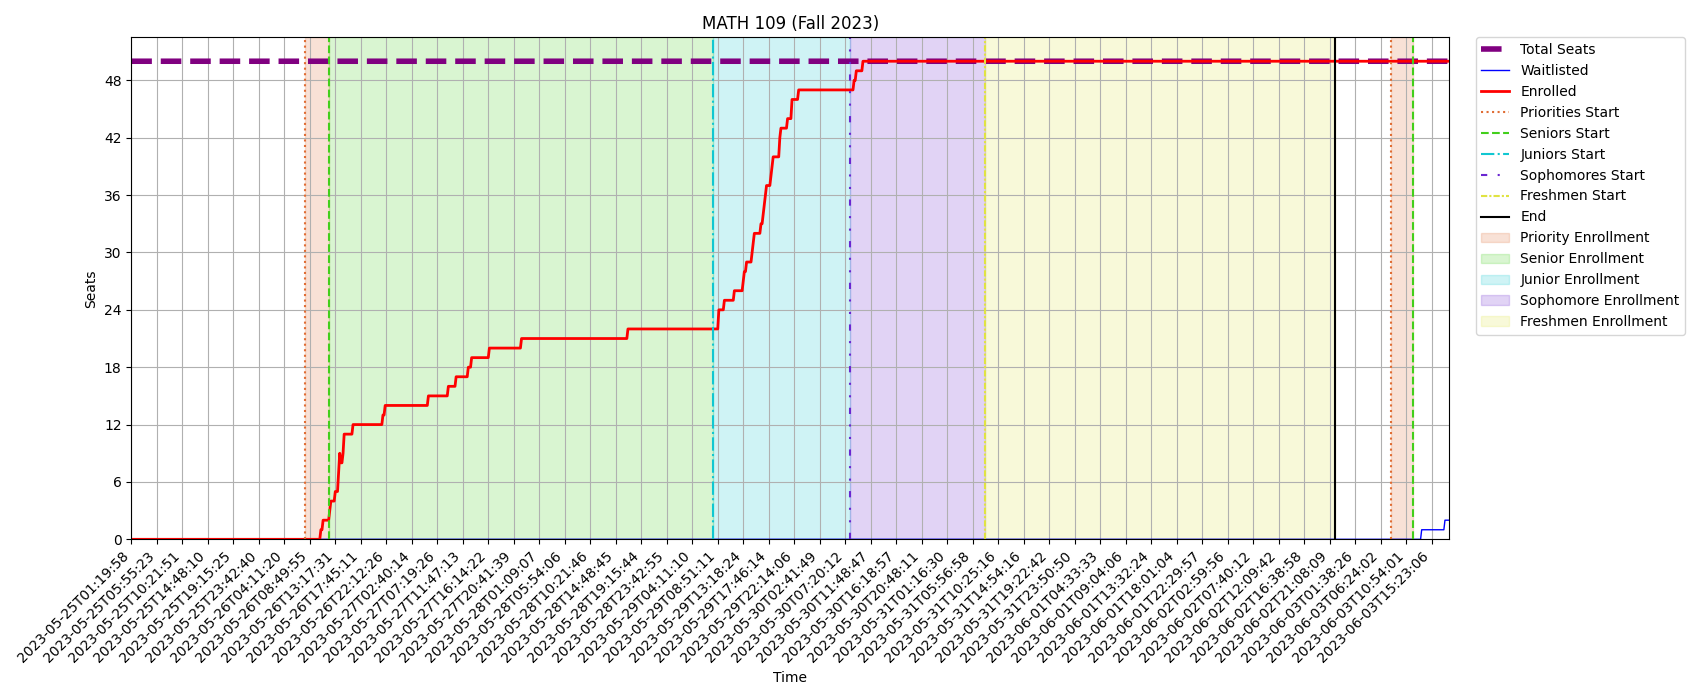 MATH 109 (Fall 2023)
Seats
48
42
36
30
24
18
12
6
0
2023-05-25T01:19:58
2023-05-25T05:55:23
2023-05-25T10:21:51
2023-05-25T14:48:10
2023-05-25T19:15:25
2023-05-25T23:42:40
2023-05-26T04:11:20
2023-05-26T08:49:55
2023-05-26T13:17:31
2023-05-26T17:45:11
2023-05-26T22:12:26
2023-05-27T02:40:14
2023-05-27T07:19:26
2023-05-27T11:47:13
2023-05-27T16:14:22
2023-05-27T20:41:39
2023-05-28T01:09:07
2023-05-28T05:54:06
2023-05-28T10:21:46
2023-05-28T14:48:45
2023-05-28T19:15:44
2023-05-28T23:42:55
2023-05-29T04:11:10
2023-05-29T08:51:11
2023-05-29T13:18:24
2023-05-29T17:46:14
2023-05-29T22:14:06
2023-05-30T02:41:49
2023-05-30T07:20:12
2023-05-30T11:48:47
2023-05-30T16:18:57
2023-05-30T20:48:11
2023-05-31T01:16:30
2023-05-31T05:56:58
2023-05-31T10:25:16
2023-05-31T14:54:16
2023-05-31T19:22:42
2023-05-31T23:50:50
2023-06-01T04:33:33
2023-06-01T09:04:06
2023-06-01T13:32:24
2023-06-01T18:01:04
2023-06-01T22:29:57
2023-06-02T02:59:56
2023-06-02T07:40:12
2023-06-02T12:09:42
2023-06-02T16:38:58
2023-06-02T21:08:09
2023-06-03T01:38:26
2023-06-03T06:24:02
2023-06-03T10:54:01
2023-06-03T15:23:06
Time
Total Seats
Waitlisted
Enrolled
Priorities Start
Seniors Start
Juniors Start
Sophomores Start
Freshmen Start
End
Priority Enrollment
Senior Enrollment
Junior Enrollment
Sophomore Enrollment
Freshmen Enrollment